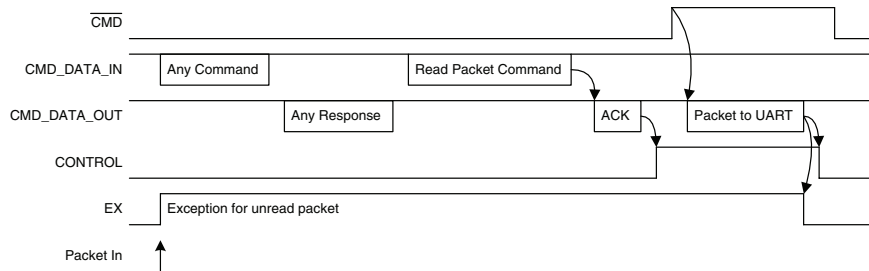 CMD
CMD_DATA_IN
Any Command
Read Packet Command
CMD_DATA_OUT
Any Response
ACK
Packet to UART
CONTROL
EX
Exception for unread packet
Packet In